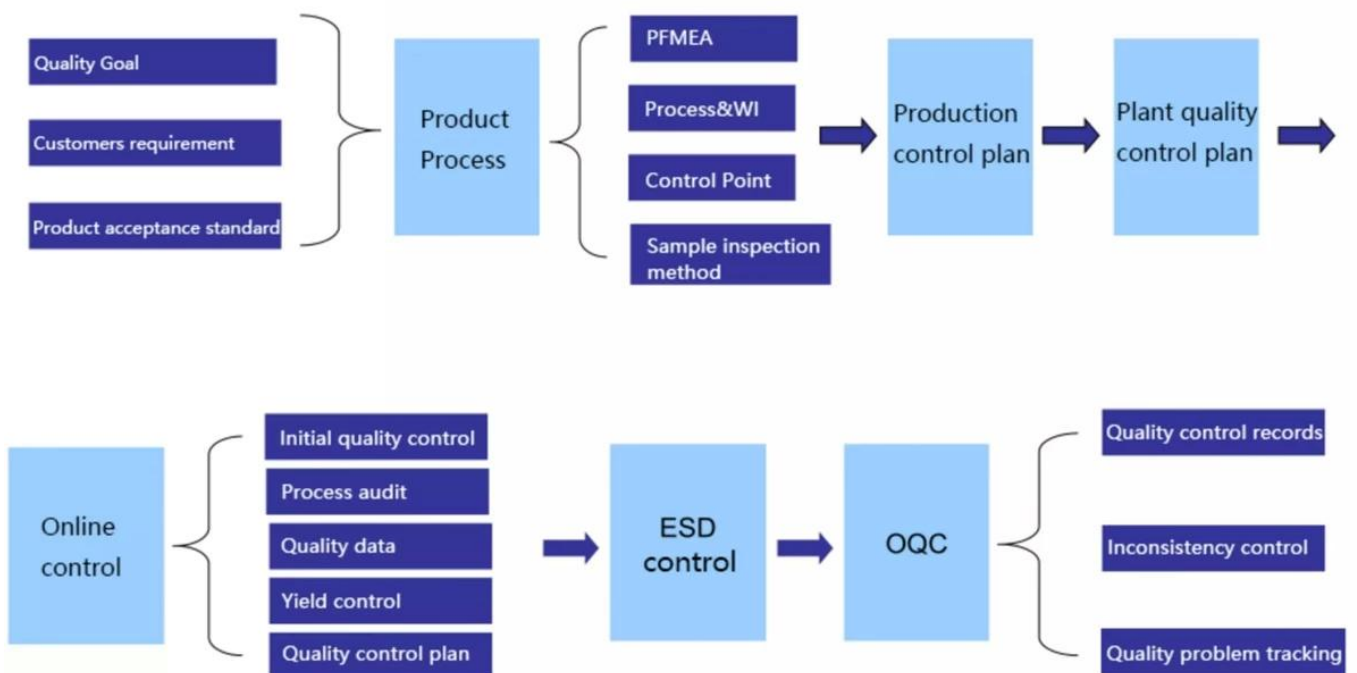 Quality Goal
Customers requirement
Product acceptance standard
Product
Process
PFMEA
Process&WI
Control Point
Sample inspection
method
Production
control plan
Plant quality
control plan
Online
control
Initial quality control
Process audit
Quality data
Yield control
Quality control plan
ESD
control
OQC
Quality control records
Inconsistency control
Quality problem tracking